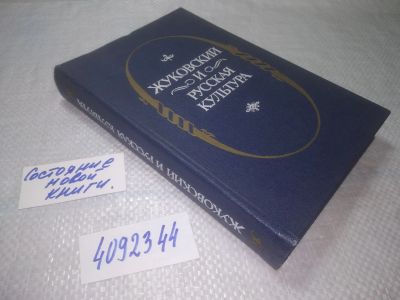 ЖУКОВСКИЙ
И
РУССКАЯ
КУЛЬТУРА
ЖУКОВСКИЙ И РУССКАЯ КУЛЬТУРА
Состояние
новой
книги.
4092344